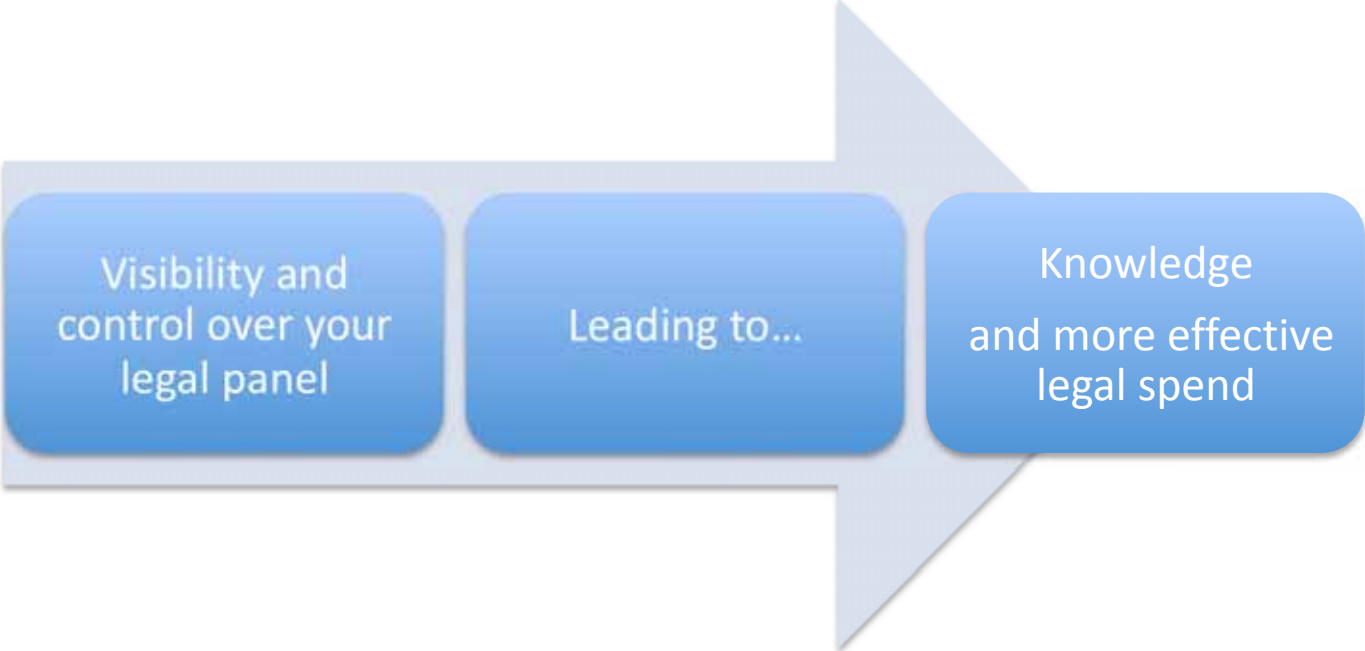 Visibility and
control over your
legal panel
Leading to...
Knowledge
and more effective
legal spend